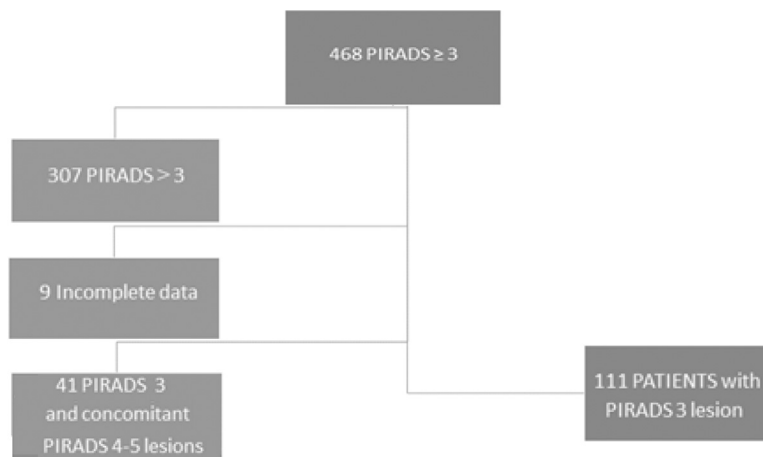 468 PIRADS ≥ 3
307 PIRADS > 3
9 Incomplete data
41 PIRADS 3
and concomitant
PIRADS 4-5 lesions
111 PATIENTS with
PIRADS 3 lesion